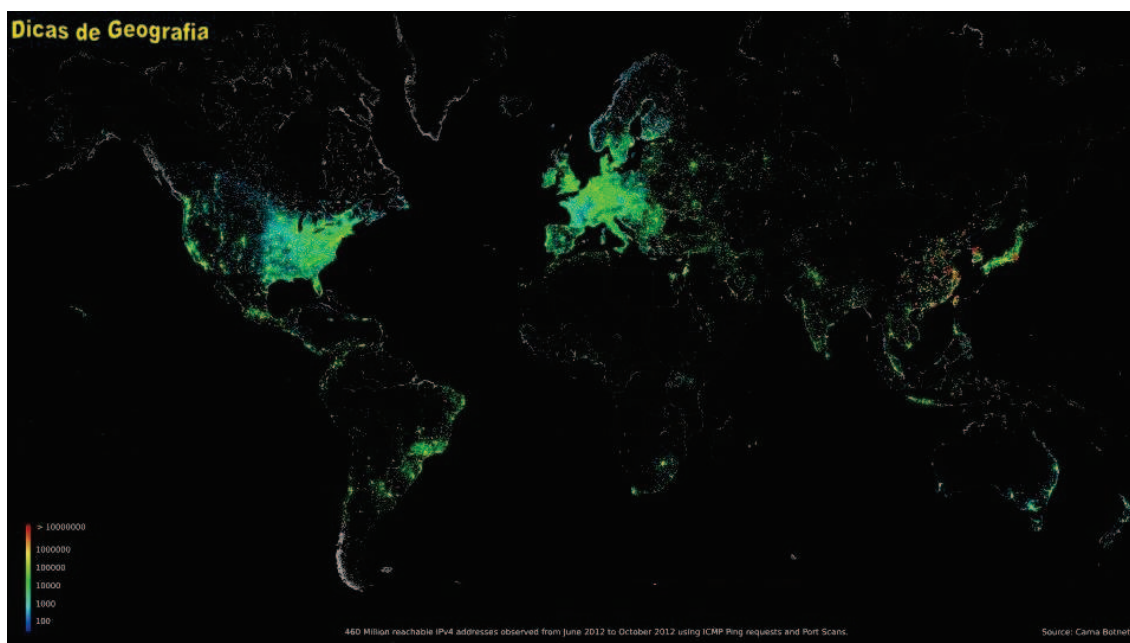 Dicas de Geografia
> 10000000
1000000
100000
10000
1000
100
460 Million reachable IPv4 addresses observed from June 2012 to October 2012 using ICMP Ping requests and Port Scans.
Source: Carna Botnet